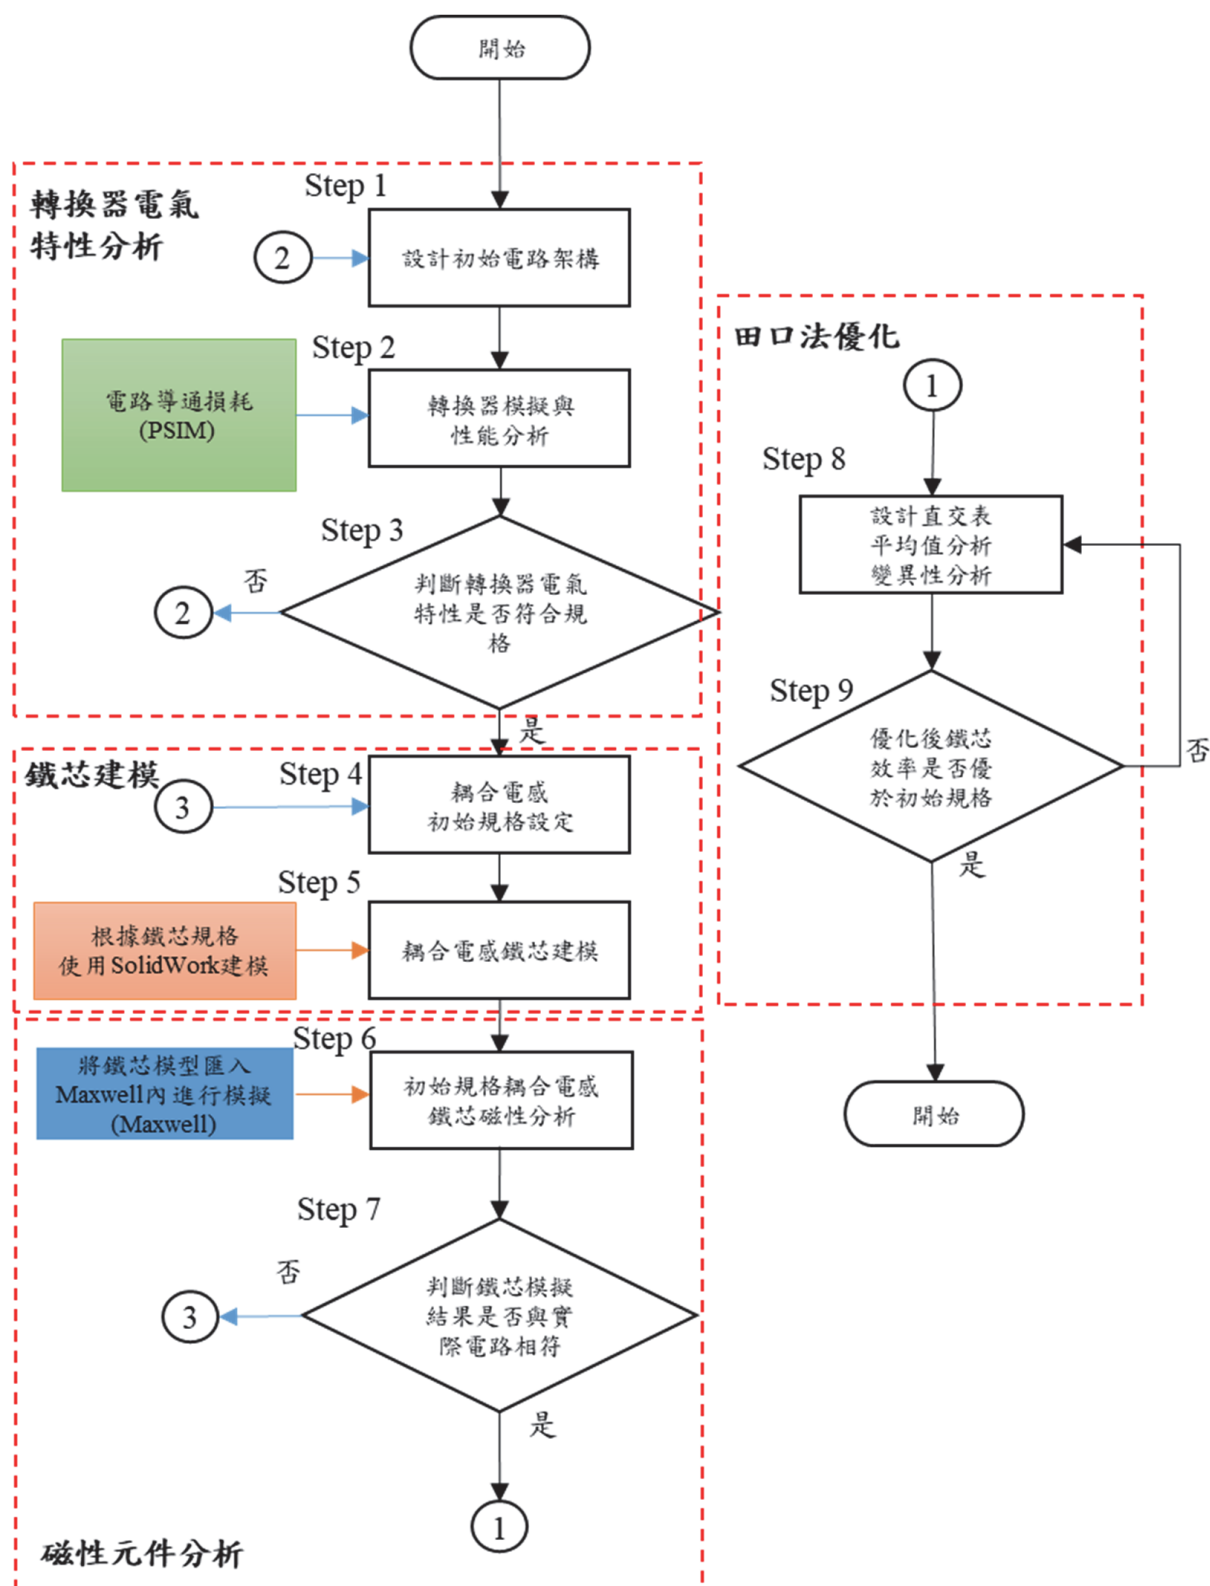 開始
Step 1
轉換器電氣
特性分析
2
設計初始電路架構
Step 2
電路導通損耗
(PSIM)
轉換器模擬與
性能分析
Step 3
否
2
判斷轉換器電氣
特性是否符合規
格
是
鐵芯建模
Step 4
3
耦合電感
初始規格設定
Step 5
根據鐵芯規格
使用SolidWork建模
耦合電感鐵芯建模
Step 6
將鐵芯模型匯入
Maxwell內進行模擬
(Maxwell)
初始規格耦合電感
鐵芯磁性分析
Step 7
否
3
判斷鐵芯模擬
結果是否與實
際電路相符
是
1
磁性元件分析
田口法優化
1
Step 8
設計直交表
平均值分析
變異性分析
Step 9
優化後鐵芯
效率是否優
於初始規格
否
是
開始